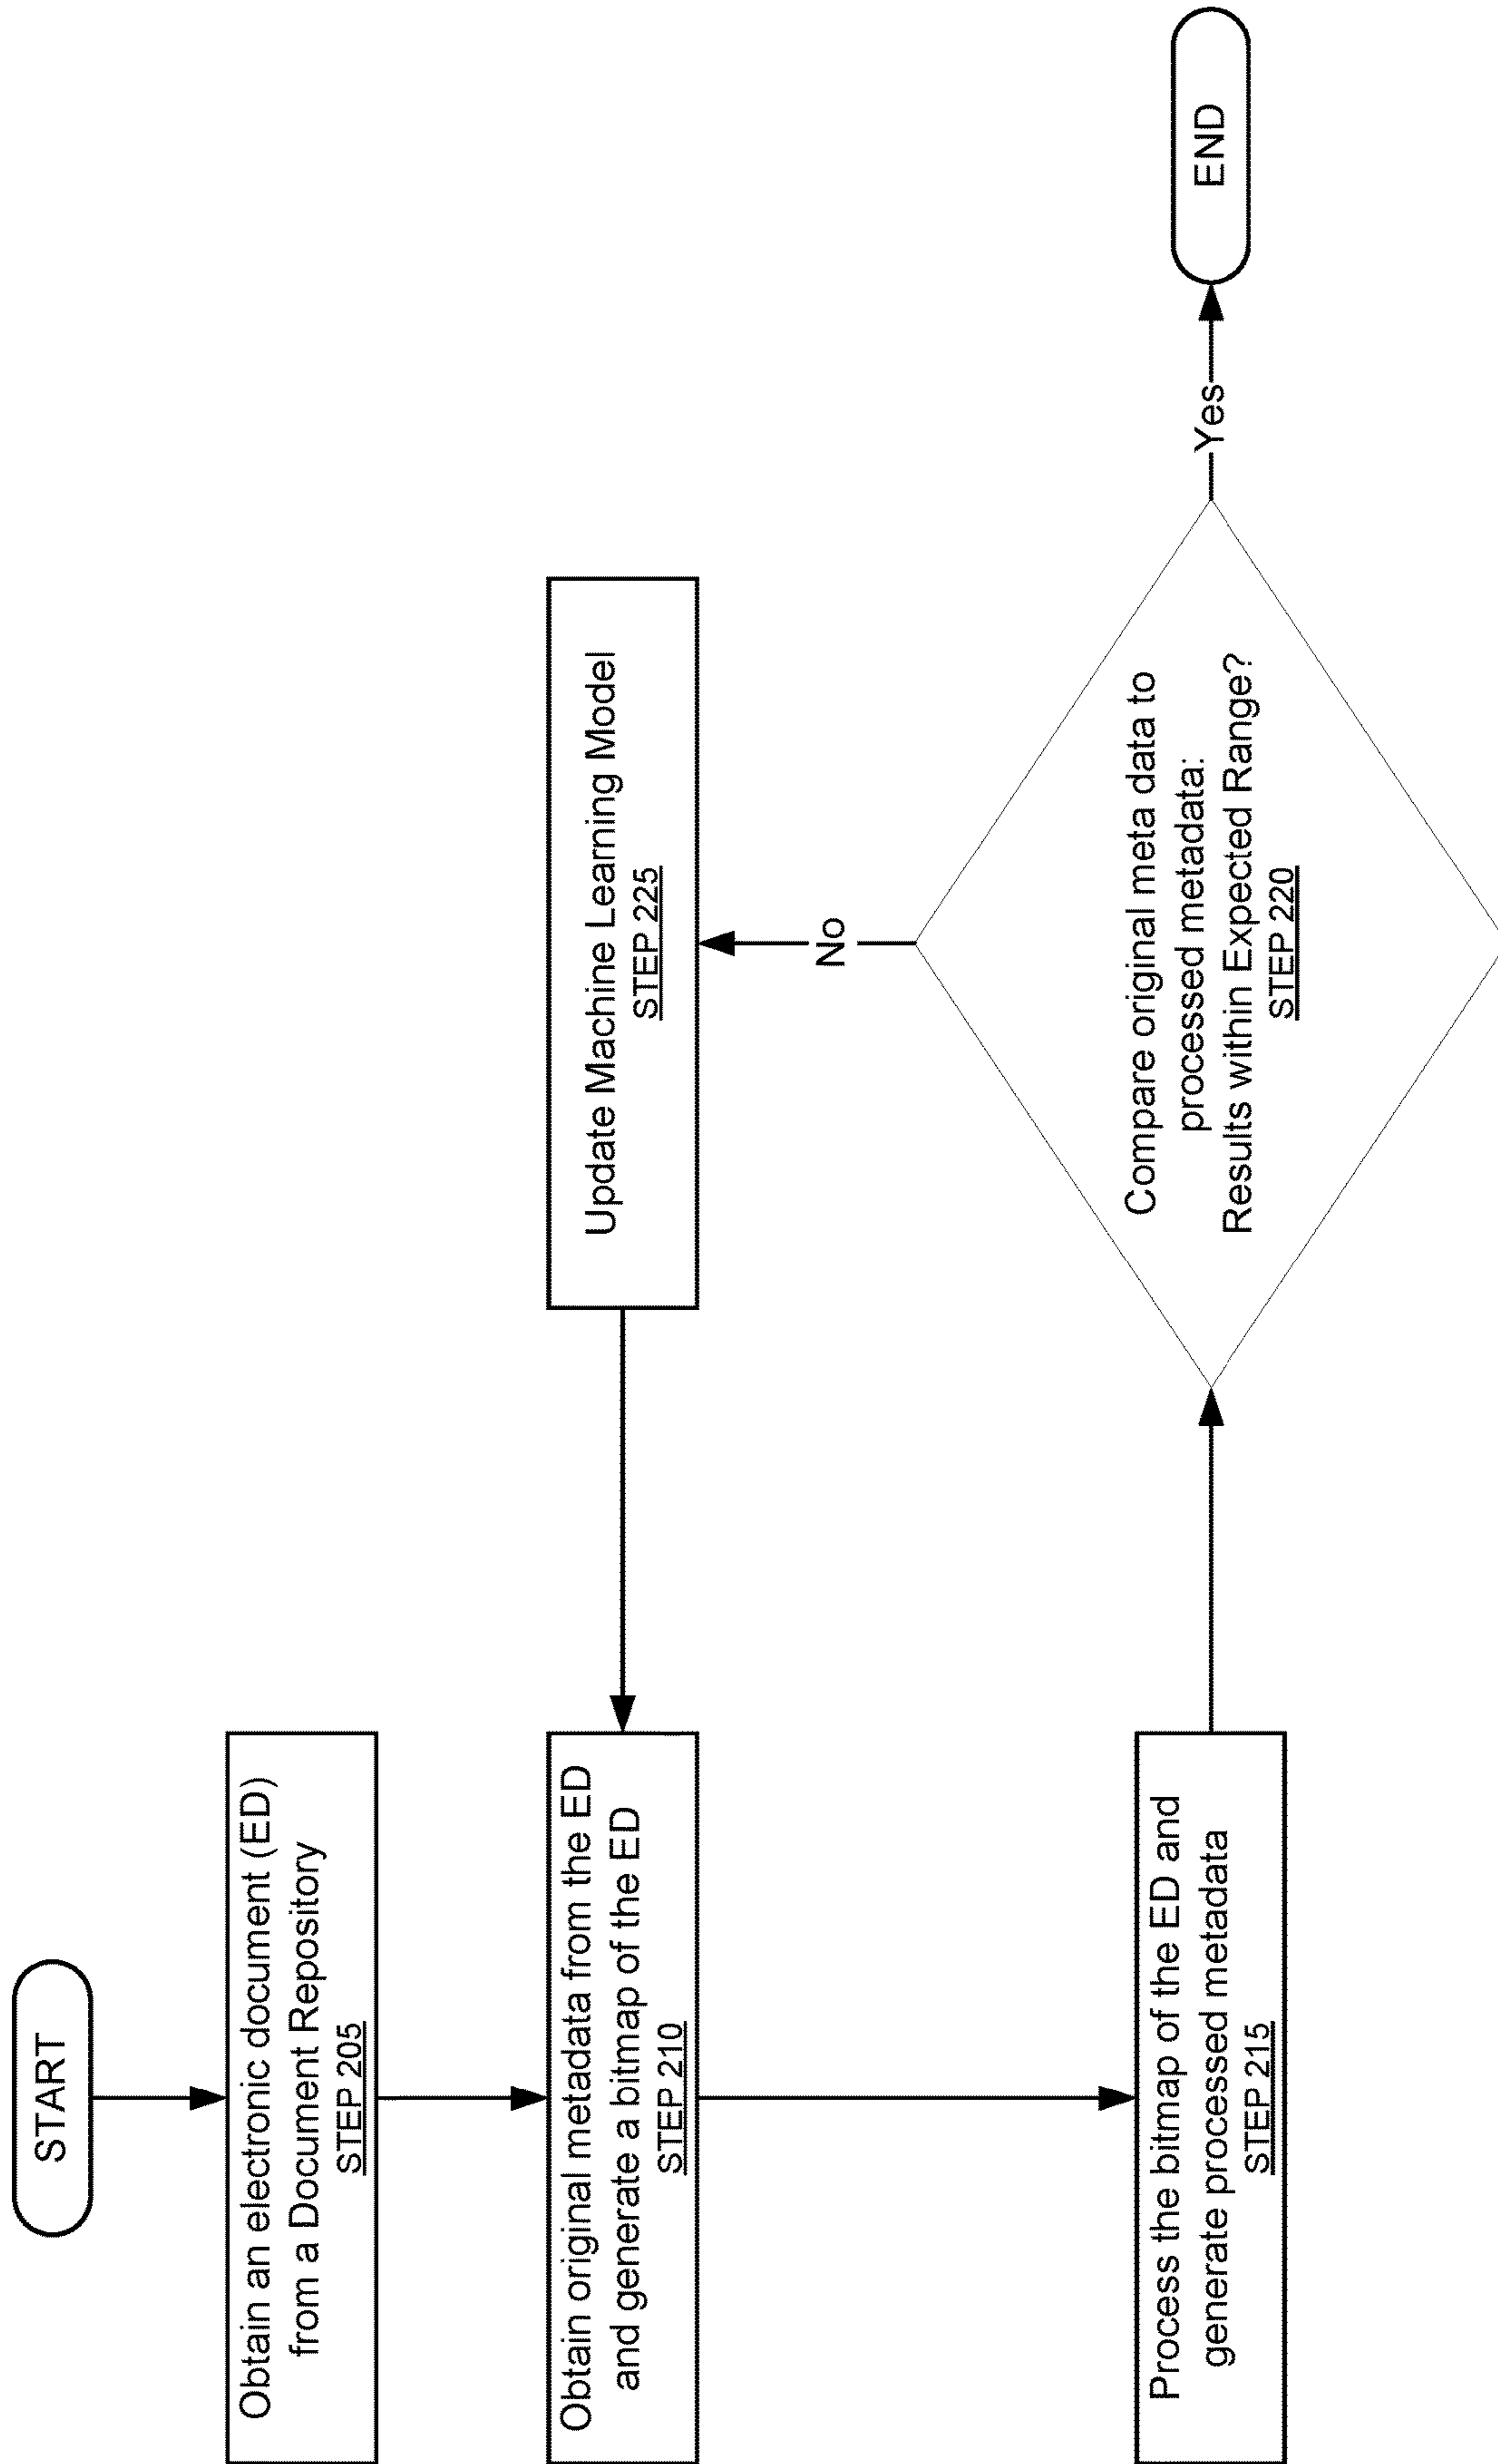 START
Obtain an electronic document (ED)
from a Document Repository
STEP 205
Obtain original metadata from the ED
and generate a bitmap of the ED
STEP 210
Process the bitmap of the ED and
generate processed metadata
STEP 215
Compare original meta data to
processed metadata:
Results within Expected Range?
STEP 220
No
Update Machine Learning Model
STEP 225
Yes
END